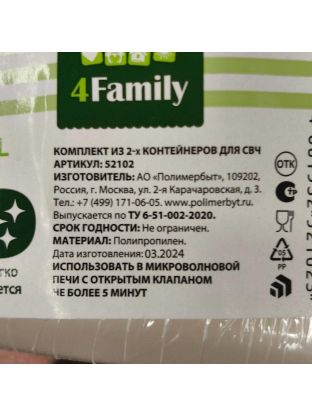 4Family
КОМПЛЕКТ ИЗ 2-х КОНТЕЙНЕРОВ ДЛЯ СВЧ
АРТИКУЛ: 52102
ИЗГОТОВИТЕЛЬ: АО «Полимербыт», 109202,
Россия, г. Москва, ул. 2-я Карачаровская, д. 3.
Тел.: +7 (499) 171-06-05. www.polimerbyt.ru
Выпускается по ТУ 6-51-002-2020.
СРОК ГОДНОСТИ: Не ограничен.
МАТЕРИАЛ: Полипропилен.
Дата изготовления: 03.2024
ИСПОЛЬЗОВАТЬ В МИКРОВОЛНОВОЙ
ПЕЧИ С ОТКРЫТЫМ КЛАПАНОМ
НЕ БОЛЕЕ 5 МИНУТ
ОТК
05
PP
L